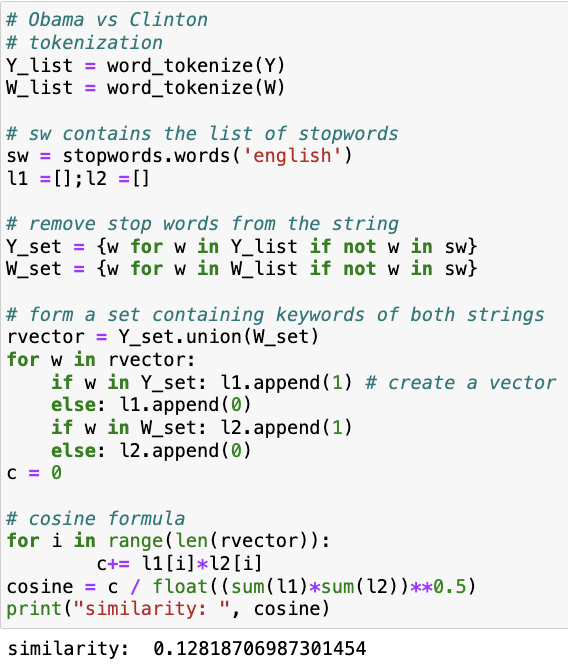 # Obama vs Clinton
# tokenization
Y_list = word_tokenize(Y)
W_list = word_tokenize(W)

# sw contains the list of stopwords
sw = stopwords.words('english')
l1 =[];l2 =[]

# remove stop words from the string
Y_set = {w for w in Y_list if not w in sw}
W_set = {w for w in W_list if not w in sw}

# form a set containing keywords of both strings
rvector = Y_set.union(W_set)
for w in rvector:
    if w in Y_set: l1.append(1) # create a vector
    else: l1.append(0)
    if w in W_set: l2.append(1)
    else: l2.append(0)
c = 0

# cosine formula
for i in range(len(rvector)):
        c+= l1[i]*l2[i]
cosine = c / float((sum(l1)*sum(l2))**0.5)
print("similarity: ", cosine)
similarity:  0.12818706987301454